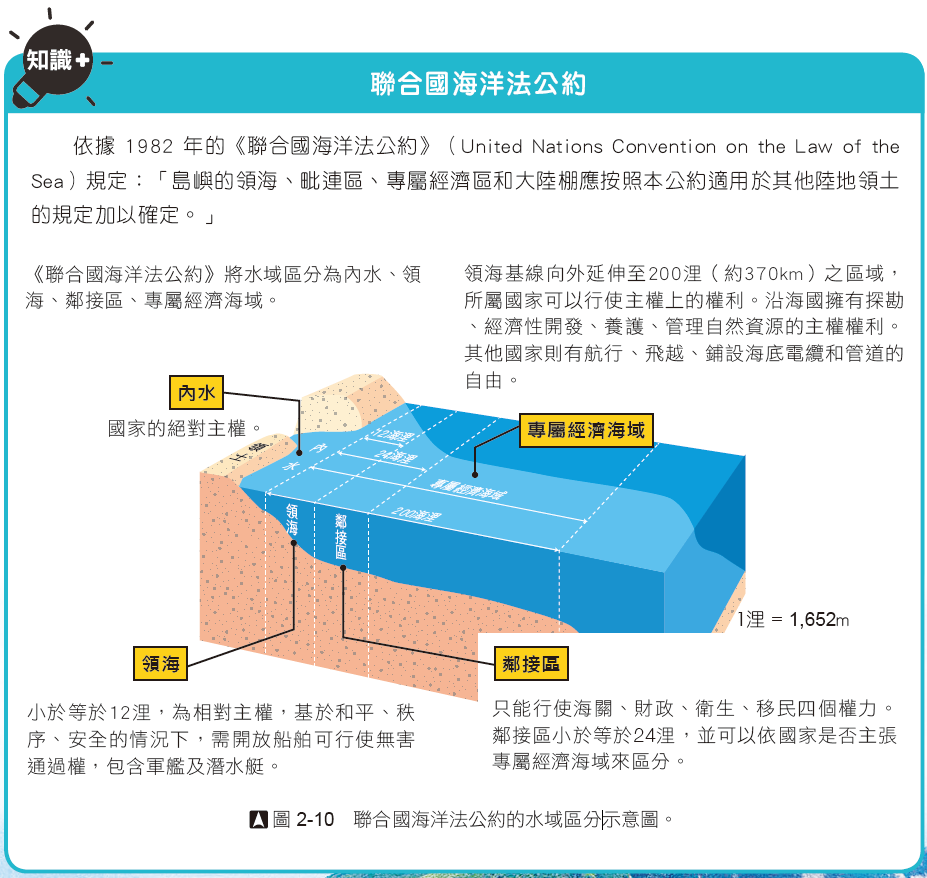 知識+
聯合國海洋法公約
依據 1982 年的《聯合國海洋法公約》（United Nations Convention on the Law of the
Sea）規定：「島嶼的領海、毗連區、專屬經濟區和大陸棚應按照本公約適用於其他陸地領土
的規定加以確定。」
《聯合國海洋法公約》將水域區分為內水、領
海、鄰接區、專屬經濟海域。
領海基線向外延伸至200浬（約370km）之區域，
所屬國家可以行使主權上的權利。沿海國擁有探勘
、經濟性開發、養護、管理自然資源的主權權利。
其他國家則有航行、飛越、鋪設海底電纜和管道的
自由。
內水
國家的絕對主權。
專屬經濟海域
領土
內水
12海浬
24海浬
專屬經濟海域
200海浬
領海
鄰接區
1浬 = 1,652m
領海
小於等於12浬，為相對主權，基於和平、秩
序、安全的情況下，需開放船舶可行使無害
通過權，包含軍艦及潛水艇。
鄰接區
只能行使海關、財政、衛生、移民四個權力。
鄰接區小於等於24浬，並可以依國家是否主張
專屬經濟海域來區分。
圖 2-10　聯合國海洋法公約的水域區分示意圖。